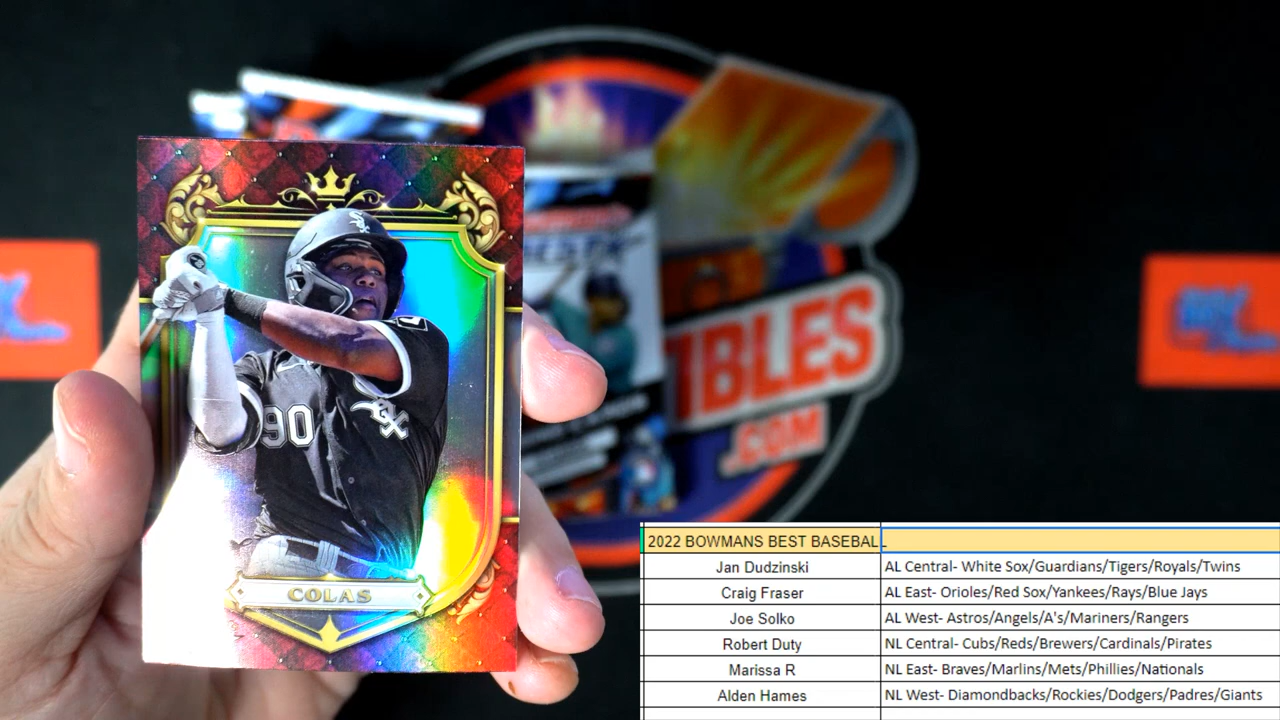 Sox
90
Sox
COLAS
IBLES
.COM
2022 BOWMANS BEST BASEBALL
Jan Dudzinski AL Central- White Sox/Guardians/Tigers/Royals/Twins
Craig Fraser AL East- Orioles/Red Sox/Yankees/Rays/Blue Jays
Joe Solko AL West- Astros/Angels/A's/Mariners/Rangers
Robert Duty NL Central- Cubs/Reds/Brewers/Cardinals/Pirates
Marissa R NL East- Braves/Marlins/Mets/Phillies/Nationals
Alden Hames NL West- Diamondbacks/Rockies/Dodgers/Padres/Giants